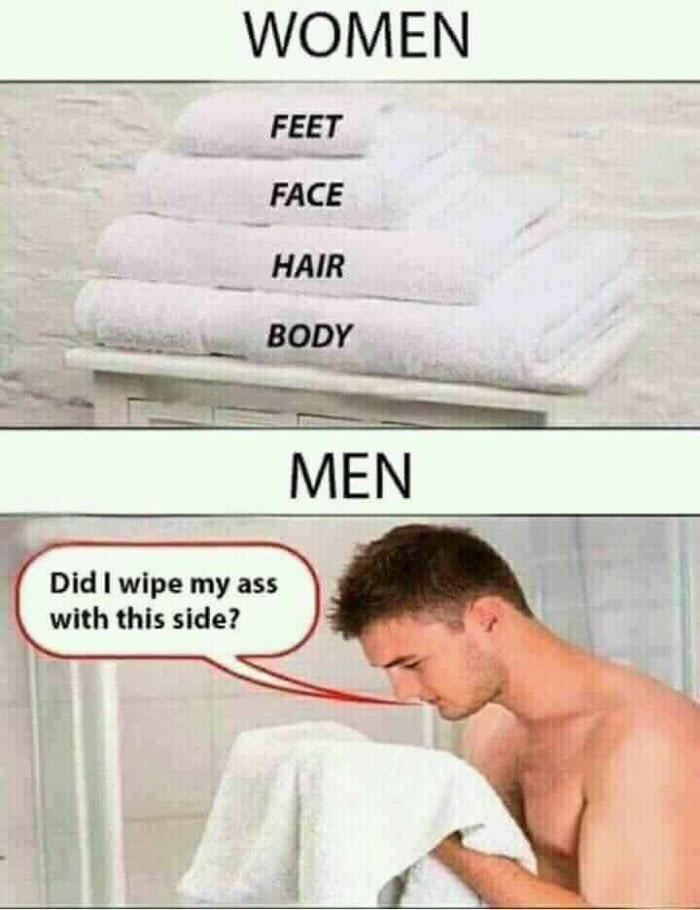 WOMEN
FEET
FACE
HAIR
BODY
MEN
Did I wipe my ass
with this side?